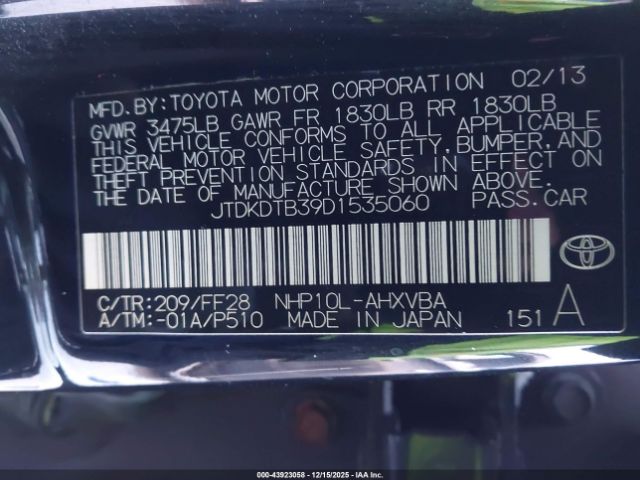 MFD.BY:TOYOTA MOTOR CORPORATION 02/13
GVWR 3475LB GAWR FR 1830LB RR 1830LB
THIS VEHICLE CONFORMS TO ALL APPLICABLE
FEDERAL MOTOR VEHICLE SAFETY,BUMPER,AND
THEFT PREVENTION STANDARDS IN EFFECT ON
THE DATE OF MANUFACTURE SHOWN ABOVE.
JTDKDTB39D1535060 PASS.CAR
C/TR:209/FF28 NHP10L-AHXVBA
A/TM:-01A/P510 MADE IN JAPAN 151 A
TOYOTA
000-43923058 - 12/15/2025 - IAAI VEHICLE